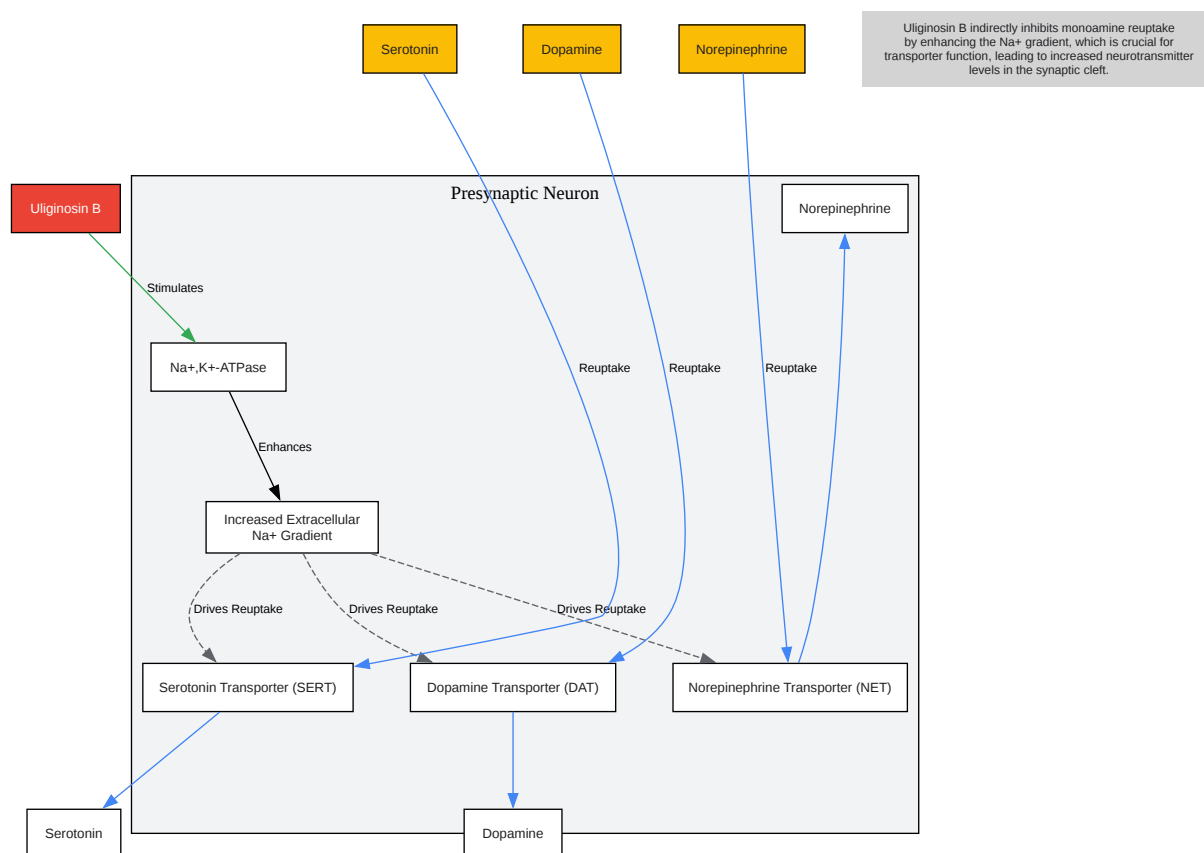 Serotonin
Dopamine
Norepinephrine
Uliginosin B indirectly inhibits monoamine reuptake
by enhancing the Na+ gradient, which is crucial for
transporter function, leading to increased neurotransmitter
levels in the synaptic cleft.
Presynaptic Neuron
Uliginosin B
Norepinephrine
Stimulates
Na+,K+-ATPase
Reuptake
Reuptake
Reuptake
Enhances
Increased Extracellular
Na+ Gradient
Drives Reuptake
Drives Reuptake
Drives Reuptake
Serotonin Transporter (SERT)
Dopamine Transporter (DAT)
Norepinephrine Transporter (NET)
Serotonin
Dopamine